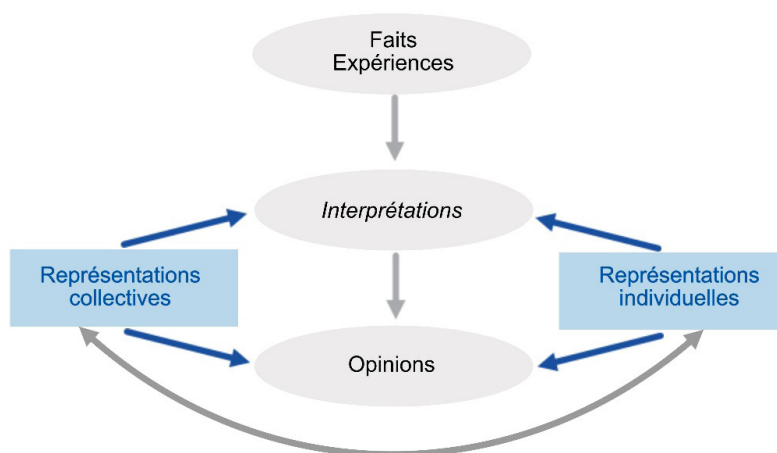 Faits
Expériences
Interprétations
Représentations
collectives
Représentations
individuelles
Opinions